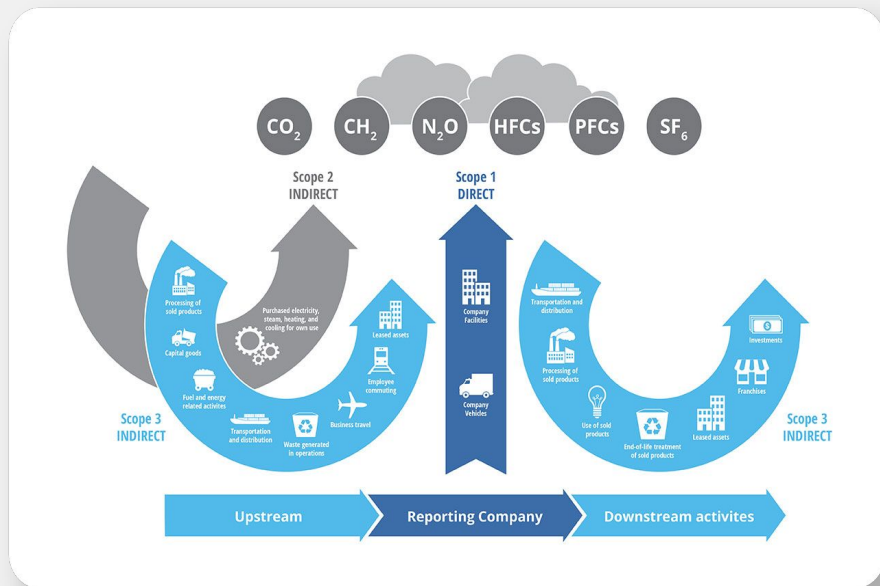 CO2
CH2
N2O
HFCs
PFCs
SF6
Scope 2
INDIRECT
Scope 1
DIRECT
Processing of
sold products
Capital goods
Fuel and energy
related activites
Transportation
and distribution
Waste generated
in operations
Business travel
Employee
commuting
Leased assets
Purchased electricity,
steam, heating, and
cooling for own use
Company
Facilities
Company
Vehicles
Transportation and
distribution
Processing of
sold products
Use of sold
products
End-of-life treatment
of sold products
Leased assets
Franchises
$
Investments
Scope 3
INDIRECT
Scope 3
INDIRECT
Upstream
Reporting Company
Downstream activites